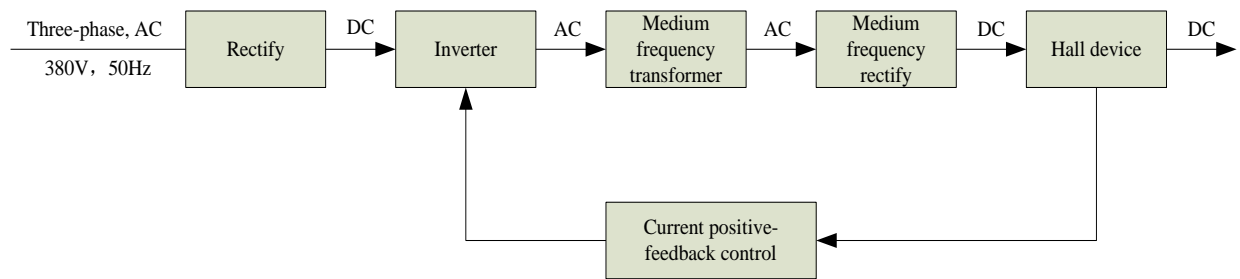 Three-phase, AC
380V，50Hz
Rectify
DC
Inverter
AC
Medium
frequency
transformer
AC
Medium
frequency
rectify
DC
Hall device
DC
Current positive-
feedback control